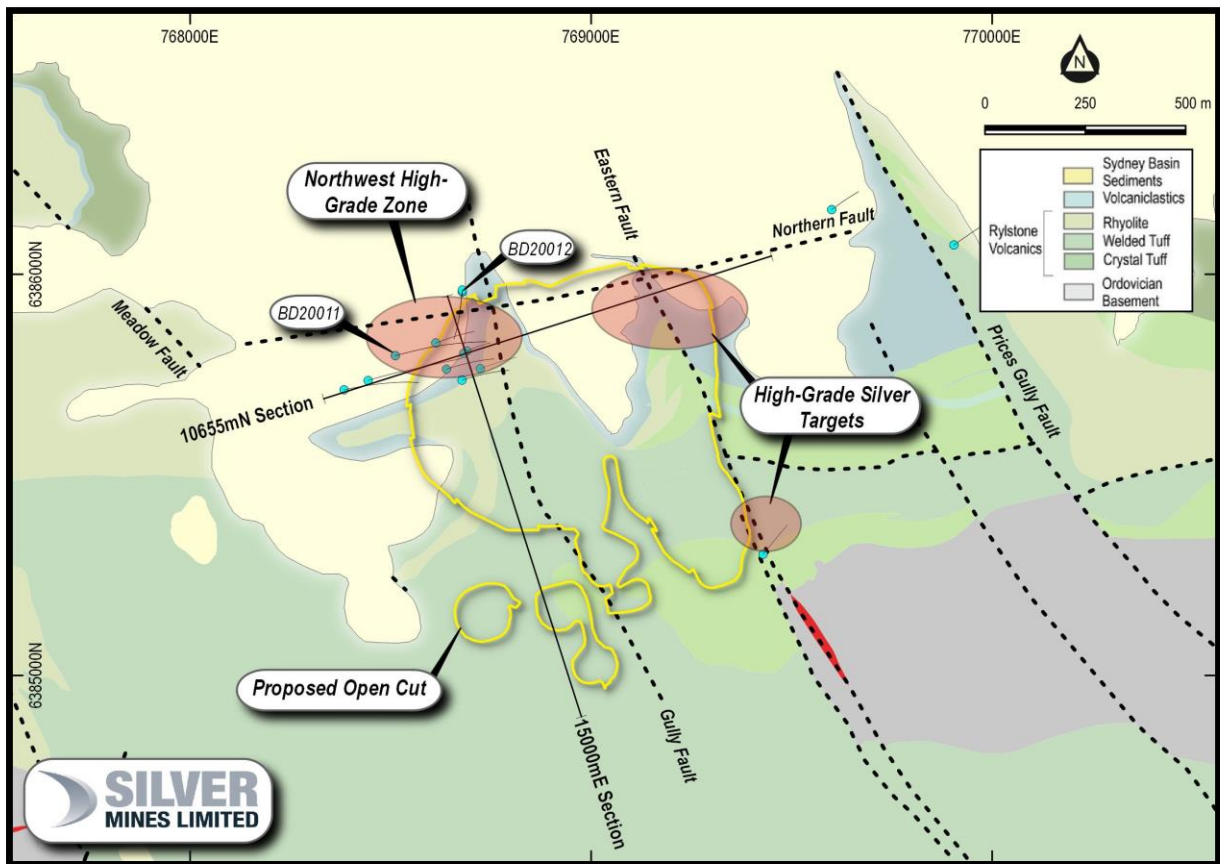 768000E
769000E
770000E
N
0 250 500 m
Sydney Basin
Sediments
Volcaniclastics
Rylstone
Volcanics
Rhyolite
Welded Tuff
Crystal Tuff
Ordovician
Basement
Northwest High-
Grade Zone
Eastern Fault
Northern Fault
BD20012
6386000N
BD20011
Meadow Fault
Prices Gully Fault
10655mN Section
High-Grade Silver
Targets
6385000N
Proposed Open Cut
Gully Fault
15000mE Section
SILVER
MINES LIMITED